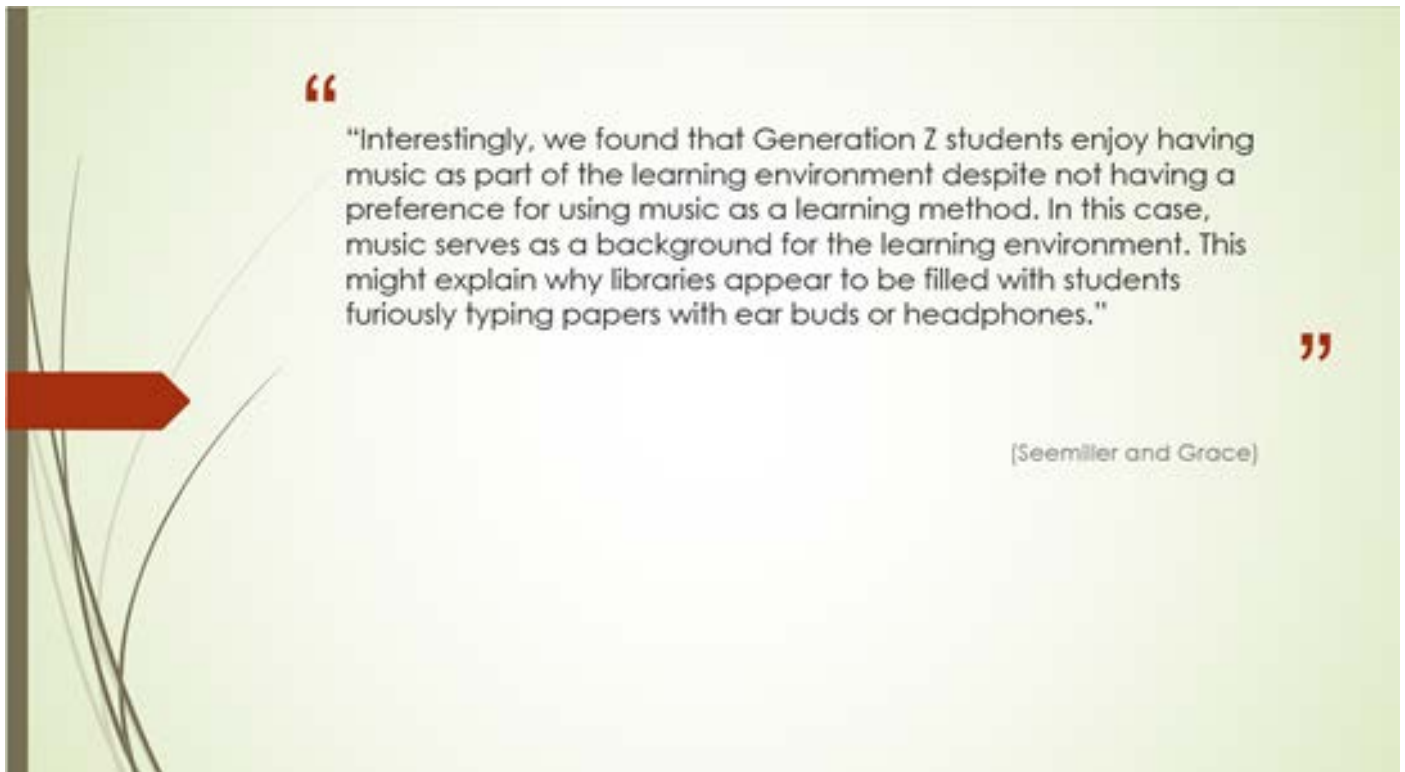 “
“Interestingly, we found that Generation Z students enjoy having
music as part of the learning environment despite not having a
preference for using music as a learning method. In this case,
music serves as a background for the learning environment. This
might explain why libraries appear to be filled with students
furiously typing papers with ear buds or headphones.”
”
(Seemiller and Grace)